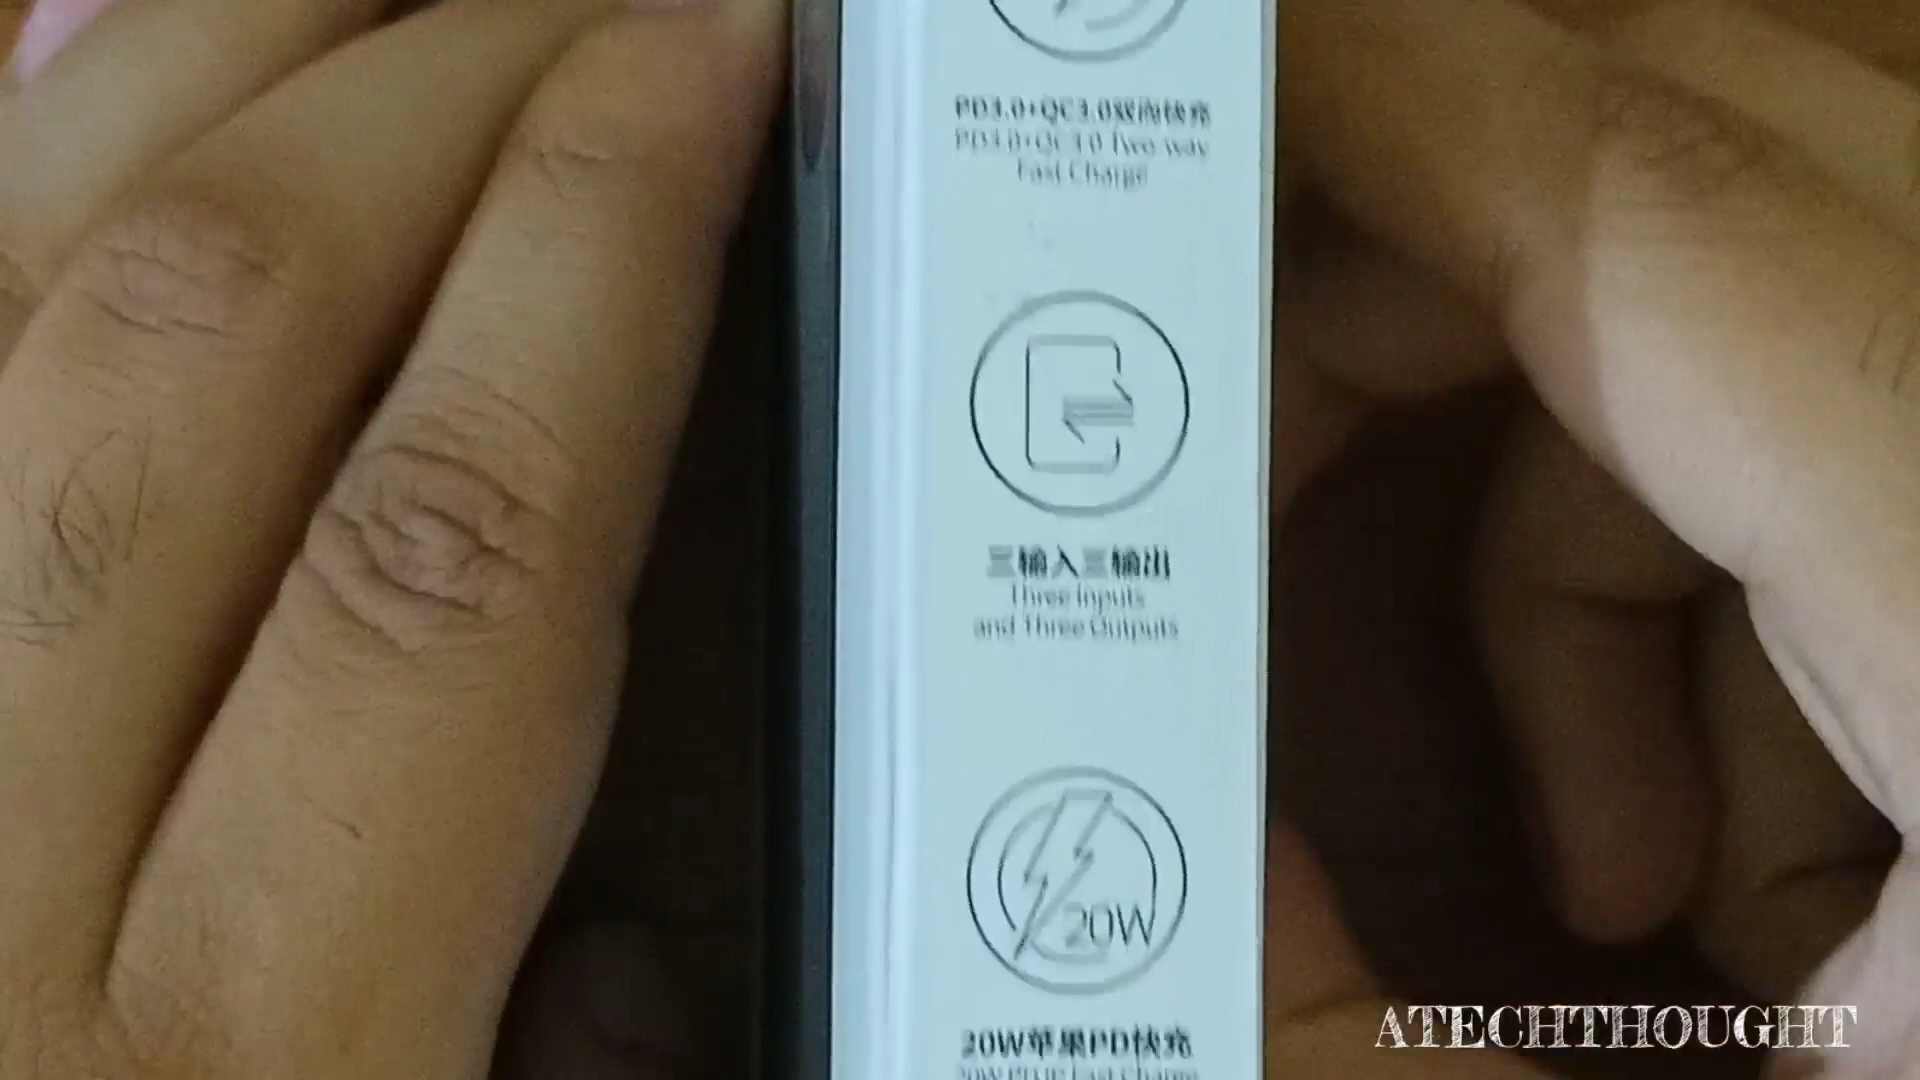 PD3.0+QC3.0双向快充
PD3.0+QC3.0 Two-way
Fast Charge
三输入三输出
Three Inputs
and Three Outputs
20W
20W苹果PD快充
Fast Charge
ATECHTHOUGHT